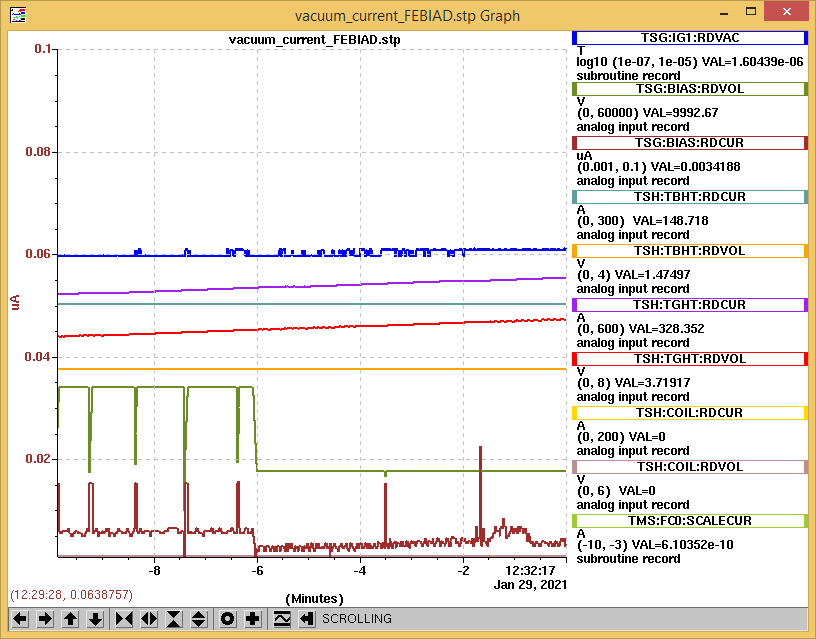 vacuum_current_FEBIAD.stp Graph
vacuum_current_FEBIAD.stp
0.1
0.08
0.06
0.04
0.02
uA
-8
-6
-4
-2
12:32:17
Jan 29, 2021
(Minutes)
(12:29:28, 0.0638757)
SCROLLING
TSG:IG1:RDVAC
T
log10 (1e-07, 1e-05) VAL=1.60439e-06
subroutine record
TSG:BIAS:RDVOL
V
(0, 60000) VAL=9992.67
analog input record
TSG:BIAS:RDCUR
uA
(0.001, 0.1) VAL=0.0034188
analog input record
TSH:TBHT:RDCUR
A
(0, 300) VAL=148.718
analog input record
TSH:TBHT:RDVOL
V
(0, 4) VAL=1.47497
analog input record
TSH:TGHT:RDCUR
A
(0, 600) VAL=328.352
analog input record
TSH:TGHT:RDVOL
V
(0, 8) VAL=3.71917
analog input record
TSH:COIL:RDCUR
A
(0, 200) VAL=0
analog input record
TSH:COIL:RDVOL
V
(0, 6) VAL=0
analog input record
TMS:FC0:SCALECUR
A
(-10, -3) VAL=6.10352e-10
subroutine record